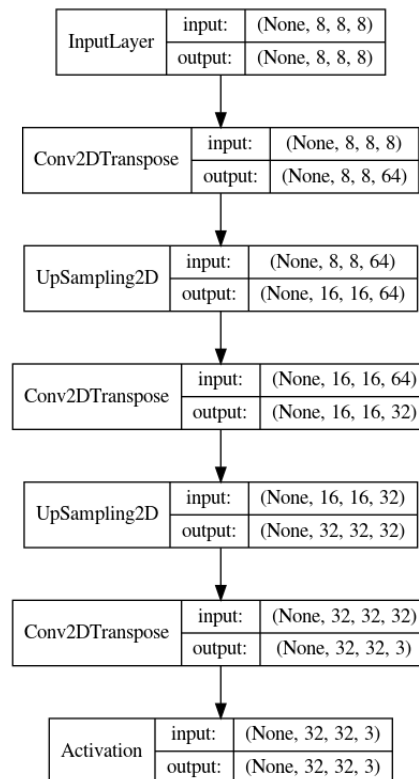 InputLayer
input: (None, 8, 8, 8)
output: (None, 8, 8, 8)
Conv2DTranspose
input: (None, 8, 8, 8)
output: (None, 8, 8, 64)
UpSampling2D
input: (None, 8, 8, 64)
output: (None, 16, 16, 64)
Conv2DTranspose
input: (None, 16, 16, 64)
output: (None, 16, 16, 32)
UpSampling2D
input: (None, 16, 16, 32)
output: (None, 32, 32, 32)
Conv2DTranspose
input: (None, 32, 32, 32)
output: (None, 32, 32, 3)
Activation
input: (None, 32, 32, 3)
output: (None, 32, 32, 3)